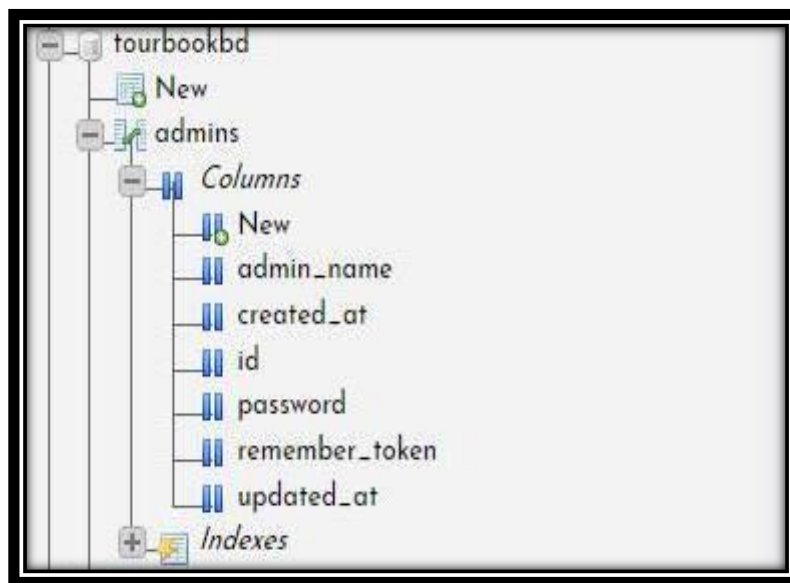 tourbookbd
New
admins
Columns
New
admin_name
created_at
id
password
remember_token
updated_at
Indexes